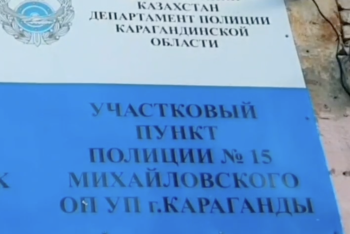 КАЗАХСТАН
ДЕПАРТАМЕНТ ПОЛИЦИИ
КАРАГАНДИНСКОЙ
ОБЛАСТИ
УЧАСТКОВЫЙ
ПУНКТ
ПОЛИЦИИ № 15
Х МИХАЙЛОВСКОГО
ОП УП г.КАРАГАНДЫ